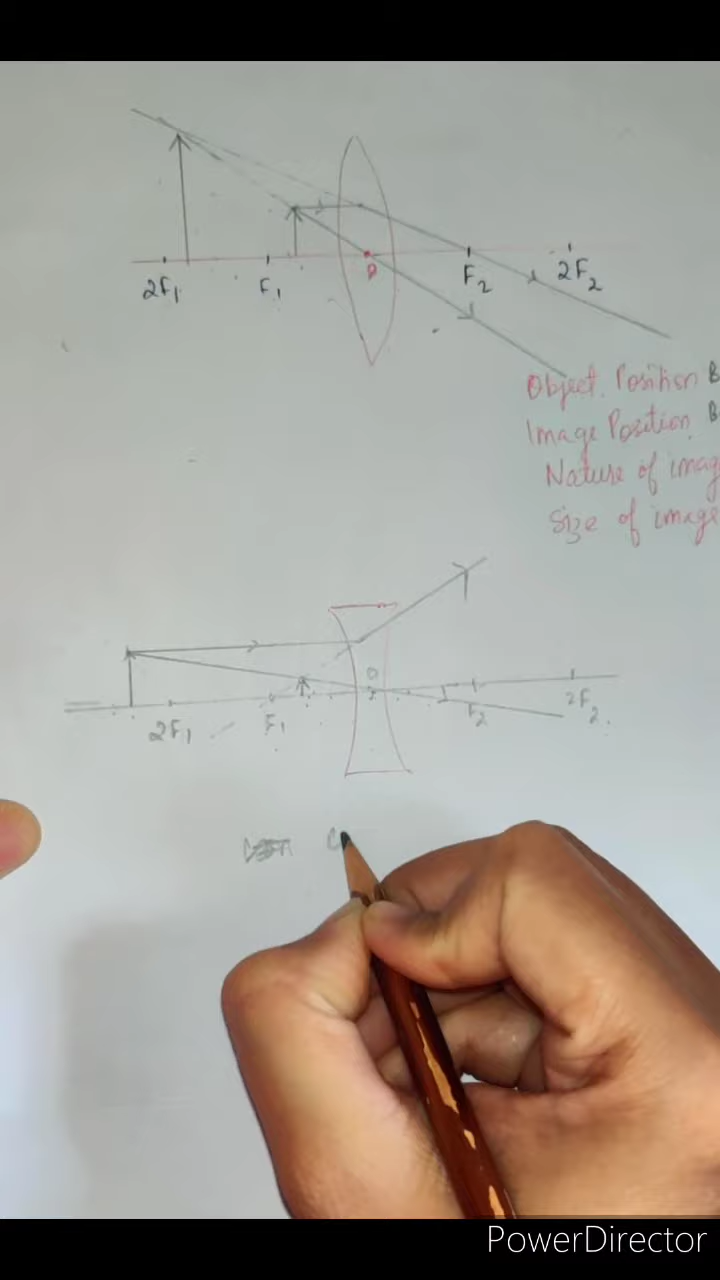 2F₁ F₁ O F₂ 2F₂
Object Position B
Image Position B
Nature of imag
Size of image
O
2F₁ F₁ F₂ 2F₂
PowerDirector